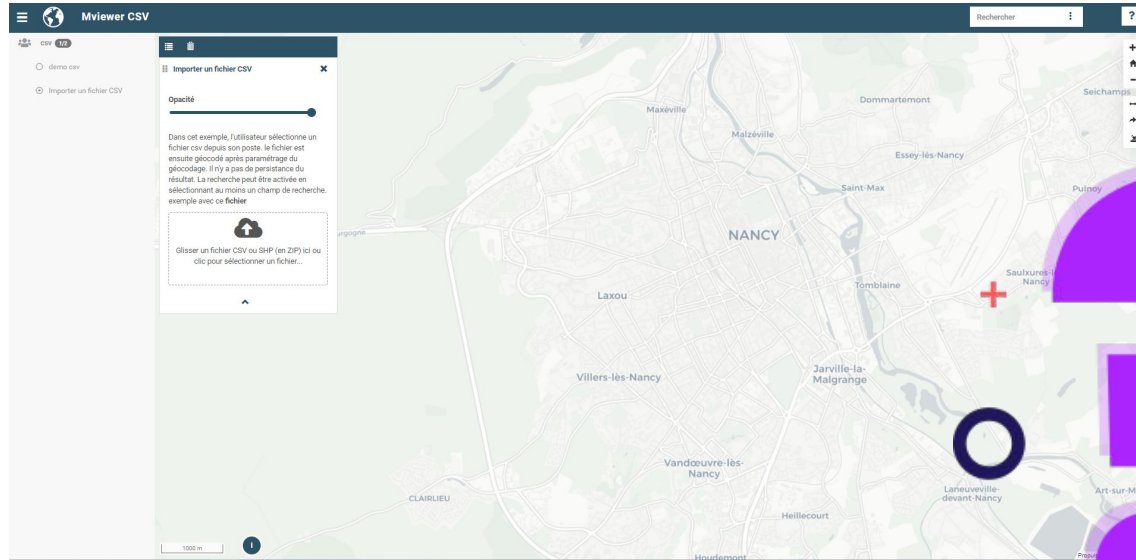 Mviewer CSV
Rechercher
?
csv 1/2
demo cav
Importer un fichier CSV
Importer un fichier CSV
Opacité
Dans cet exemple, l'utilisateur sélectionne un
fichier csv depuis son poste. le fichier est
ensuite géocodé après paramétrage du
géocodage. Il n'y a pas de persistance du
résultat. La recherche peut être activée en
sélectionnant au moins un champ de recherche.
exemple avec ce fichier
Glisser un fichier CSV ou SHP (en ZIP) ici ou
clic pour sélectionner un fichier...
Maxéville
Dommartemont
Seichamps
Malzéville
Essey-lès-Nancy
Saint-Max
Pulnoy
NANCY
Saulxures-l
Nancy
Tomblaine
Laxou
Jarville-la-
Malgrange
Villers-lès-Nancy
Vandœuvre-lès-
Nancy
Laneuveville-
devant-Nancy
Art-sur-M
CLAIRLIEU
Heillecourt
Houdemont
1000 m